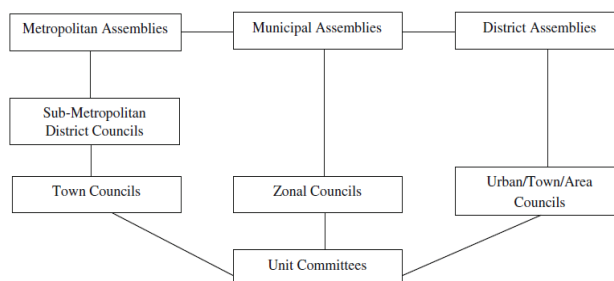 Metropolitan Assemblies
Municipal Assemblies
District Assemblies
Sub-Metropolitan
District Councils
Town Councils
Zonal Councils
Urban/Town/Area
Councils
Unit Committees